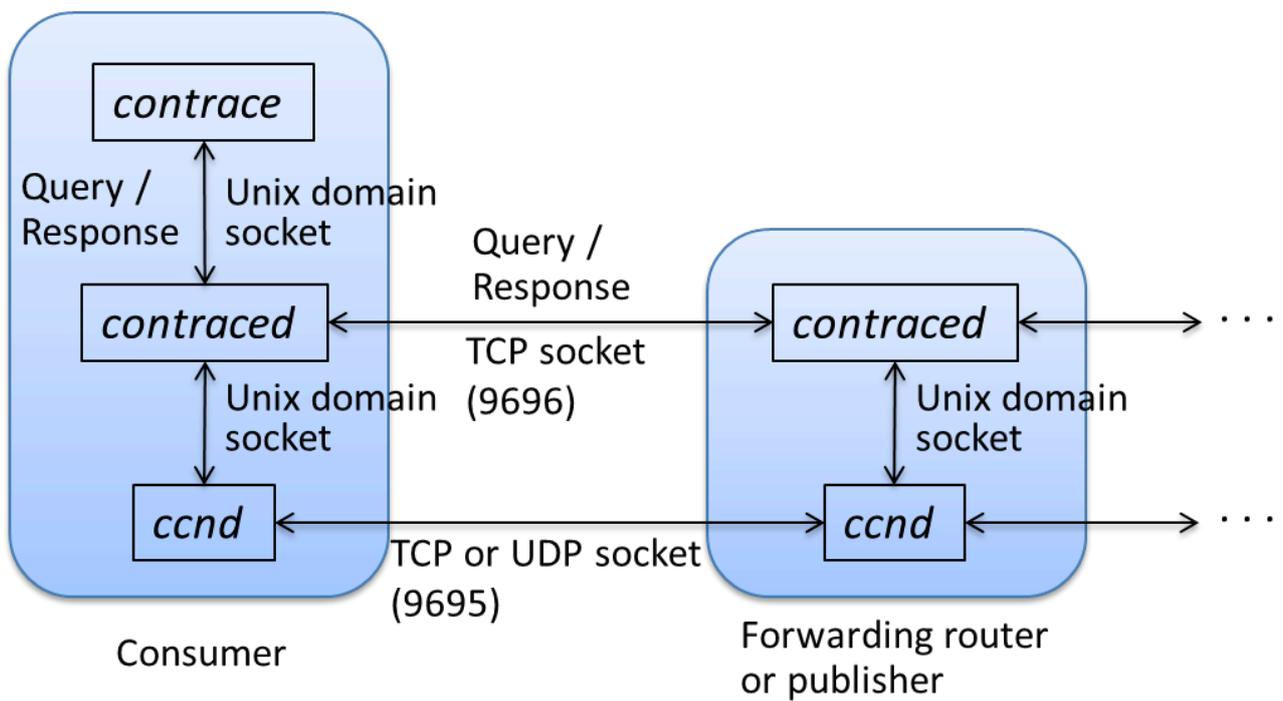 contrace
Query /
Response
Unix domain
socket
Query /
Response
contraced
contraced
. . .
TCP socket
(9696)
Unix domain
socket
Unix domain
socket
ccnd
ccnd
. . .
TCP or UDP socket
(9695)
Consumer
Forwarding router
or publisher